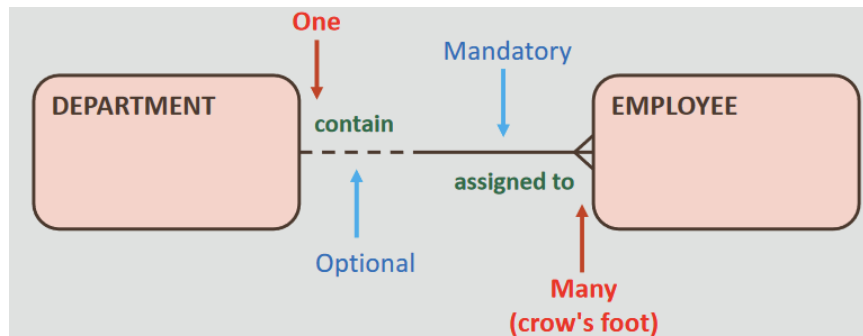 One
Mandatory
DEPARTMENT
EMPLOYEE
contain
assigned to
Optional
Many
(crow's foot)